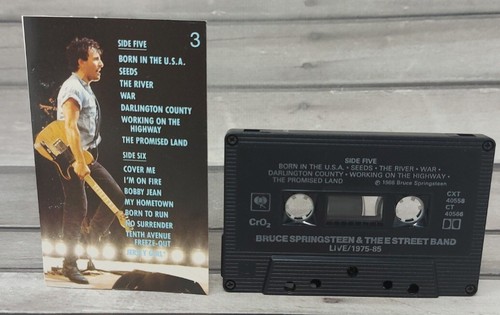 3
SIDE FIVE
BORN IN THE U.S.A.
SEEDS
THE RIVER
WAR
DARLINGTON COUNTY
WORKING ON THE
HIGHWAY
THE PROMISED LAND
SIDE SIX
COVER ME
I'M ON FIRE
BOBBY JEAN
MY HOMETOWN
BORN TO RUN
NO SURRENDER
TENTH AVENUE
FREEZE-OUT
JERSEY GIRL
SIDE FIVE
BORN IN THE U.S.A. • SEEDS • THE RIVER • WAR •
DARLINGTON COUNTY • WORKING ON THE HIGHWAY •
THE PROMISED LAND
℗ 1986 Bruce Springsteen
CXT
40558
CT
40588
CrO2
BRUCE SPRINGSTEEN & THE E STREET BAND
LIVE/1975-85